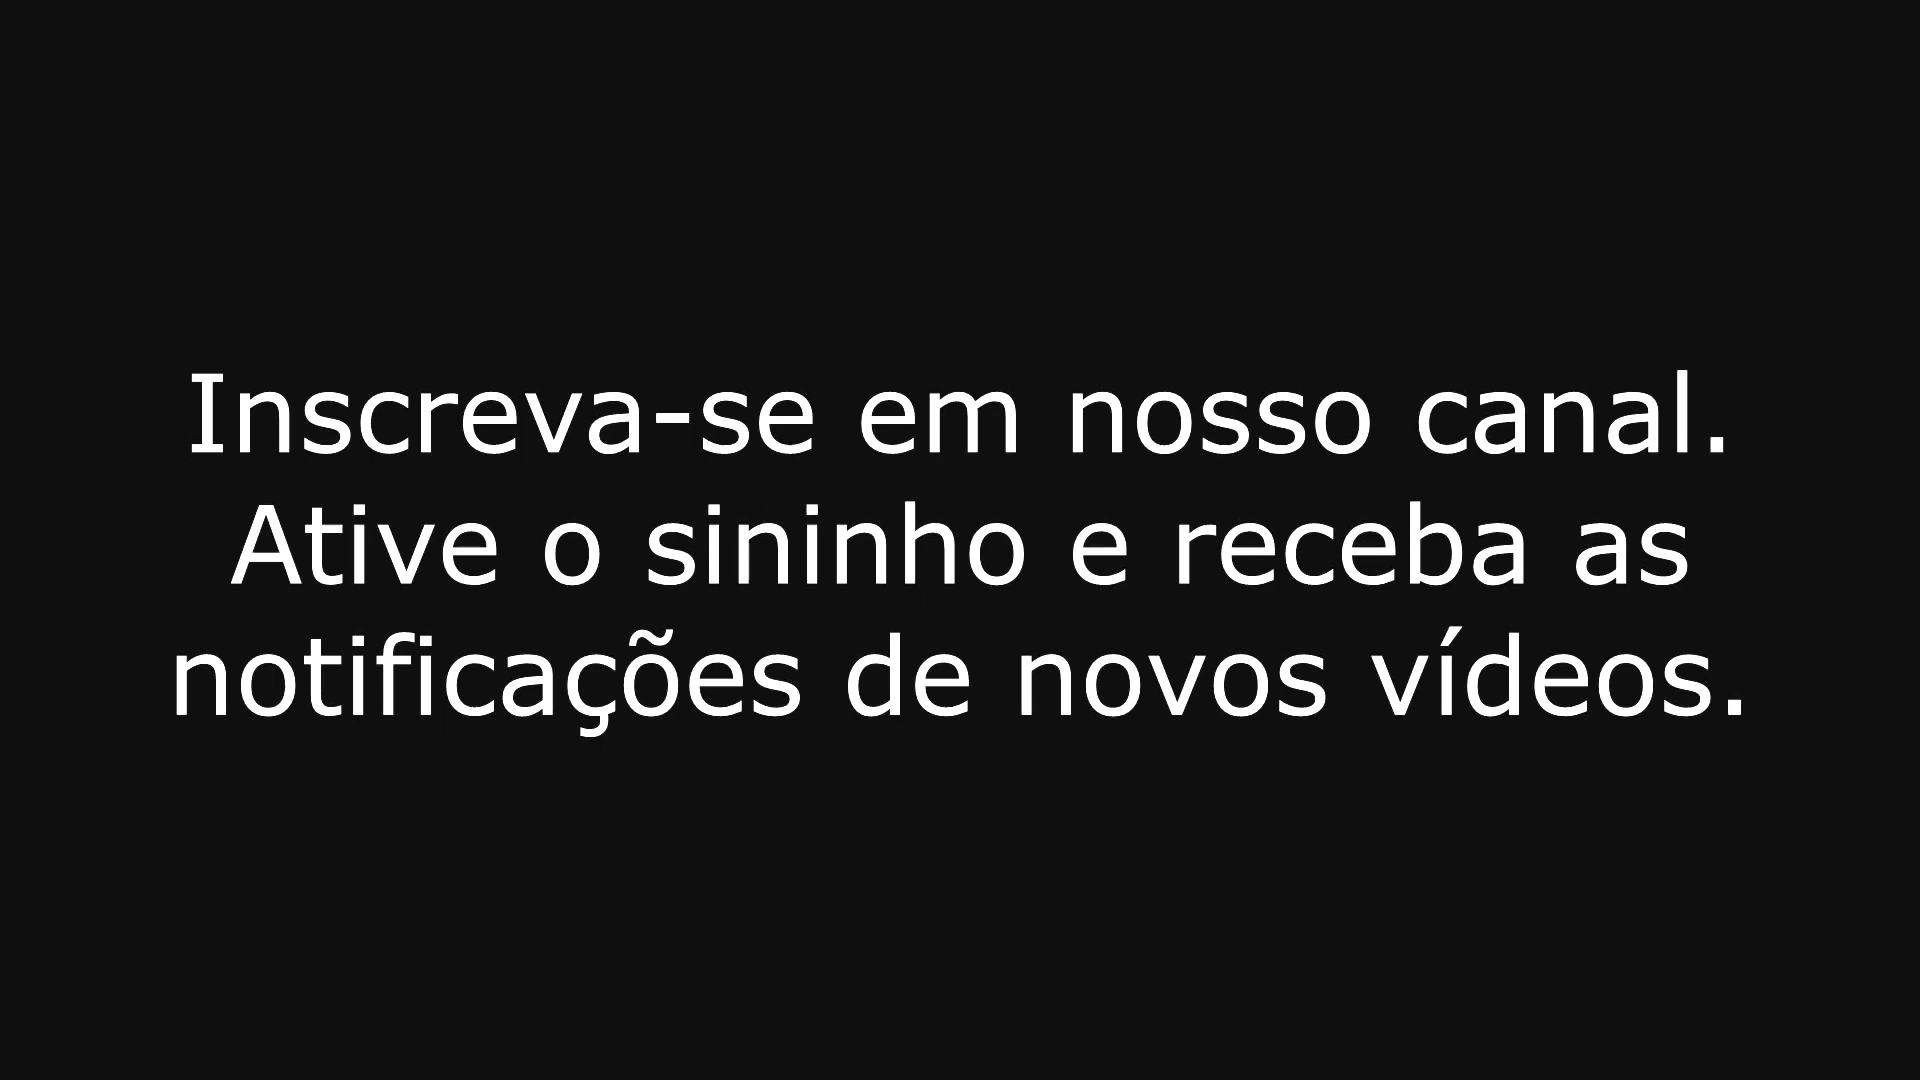 Inscreva-se em nosso canal.
Ative o sininho e receba as
notificações de novos vídeos.